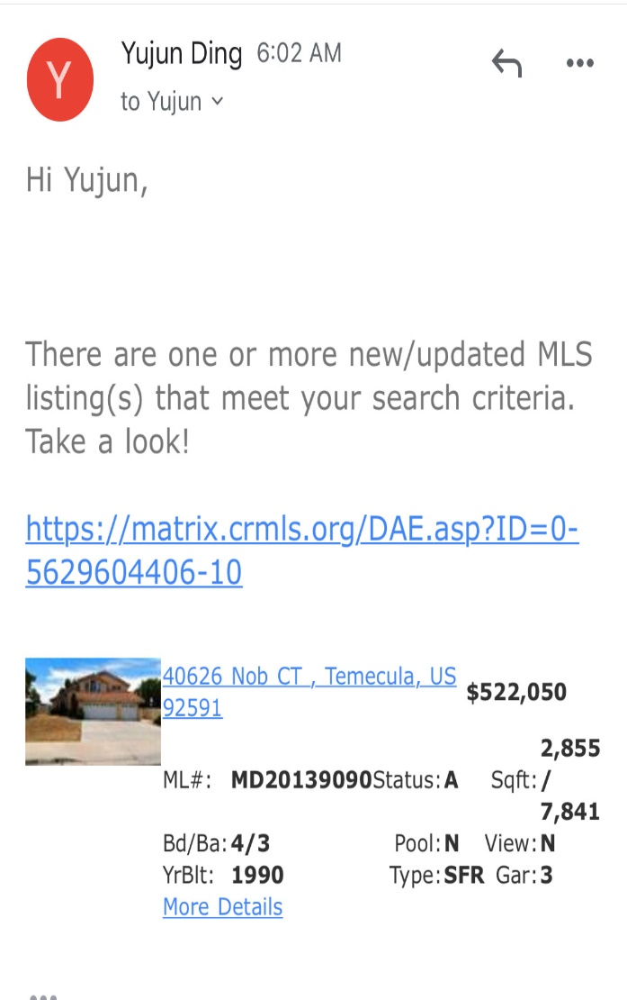 Y
Yujun Ding 6:02 AM
to Yujun
Hi Yujun,
There are one or more new/updated MLS
listing(s) that meet your search criteria.
Take a look!
https://matrix.crmls.org/DAE.asp?ID=0-
5629604406-10
40626 Nob CT , Temecula, US
92591
$522,050
2,855
ML#: MD20139090Status:A Sqft:/
7,841
Bd/Ba:4/3 Pool:N View:N
YrBlt: 1990 Type:SFR Gar:3
More Details